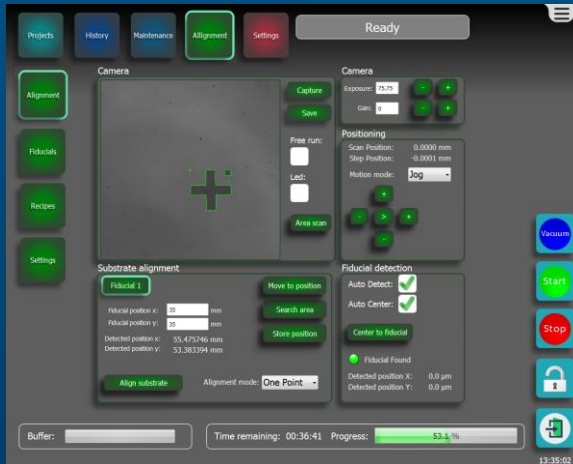 Projects
History
Maintenance
Allignment
Settings
Ready
Alignment
Fiducials
Recipes
Settings
Camera
Capture
Save
Free run:
Led:
Area scan
Camera
Exposure: 75.75 - +
Gain: 0 - +
Positioning
Scan Position: 0.0000 mm
Step Position: -0.0001 mm
Motion mode: Jog
+
- > +
-
Substrate alignment
Fiducial 1
Move to position
Fiducial position x: 35 mm
Search area
Fiducial position y: 35 mm
Store position
Detected position x: 55.475746 mm
Detected position y: 53.383394 mm
Align substrate
Alignment mode: One Point
Fiducial detection
Auto Detect:
Auto Center:
Center to fiducial
Fiducial Found
Detected position X: 0.0 µm
Detected position Y: 0.0 µm
Vacuum
Start
Stop
Buffer:
Time remaining: 00:36:41 Progress: 53.1 %
13:35:02